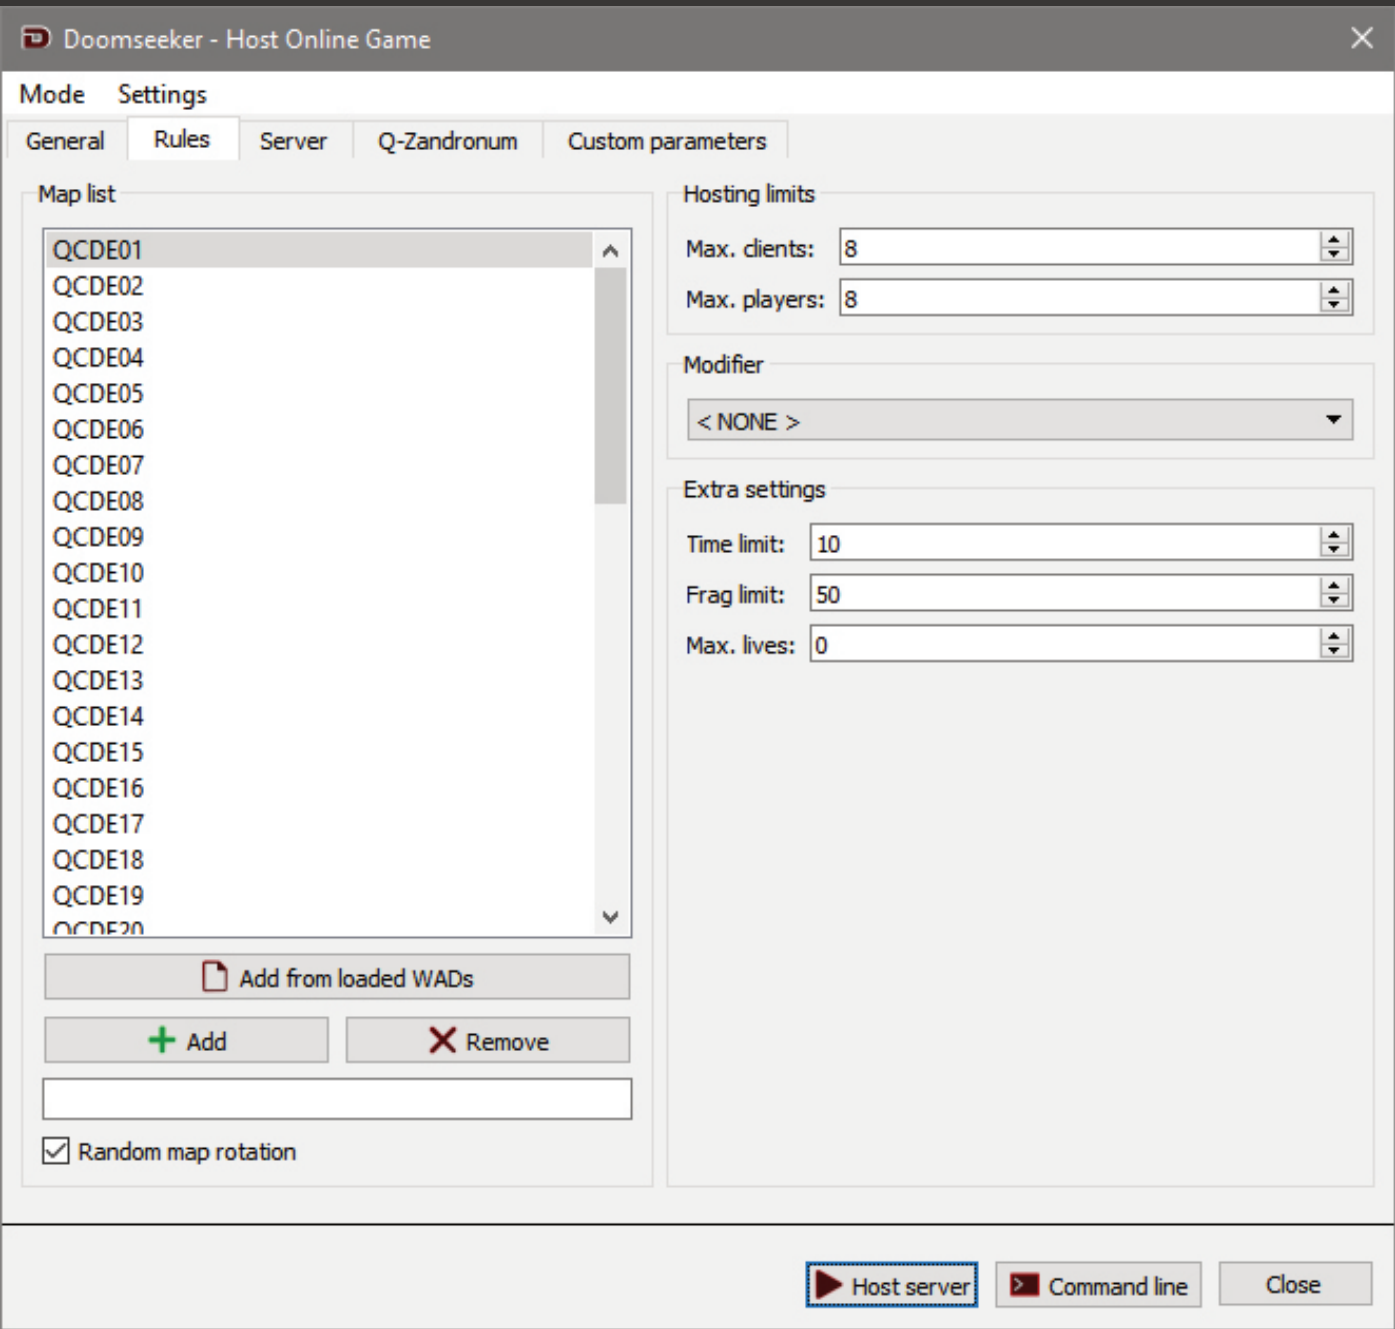 Doomseeker - Host Online Game
Mode Settings
General Rules Server Q-Zandronum Custom parameters
Map list
QCDE01
QCDE02
QCDE03
QCDE04
QCDE05
QCDE06
QCDE07
QCDE08
QCDE09
QCDE10
QCDE11
QCDE12
QCDE13
QCDE14
QCDE15
QCDE16
QCDE17
QCDE18
QCDE19
QCDE20
Add from loaded WADs
Add Remove
Random map rotation
Hosting limits
Max. clients: 8
Max. players: 8
Modifier
< NONE >
Extra settings
Time limit: 10
Frag limit: 50
Max. lives: 0
Host server Command line Close